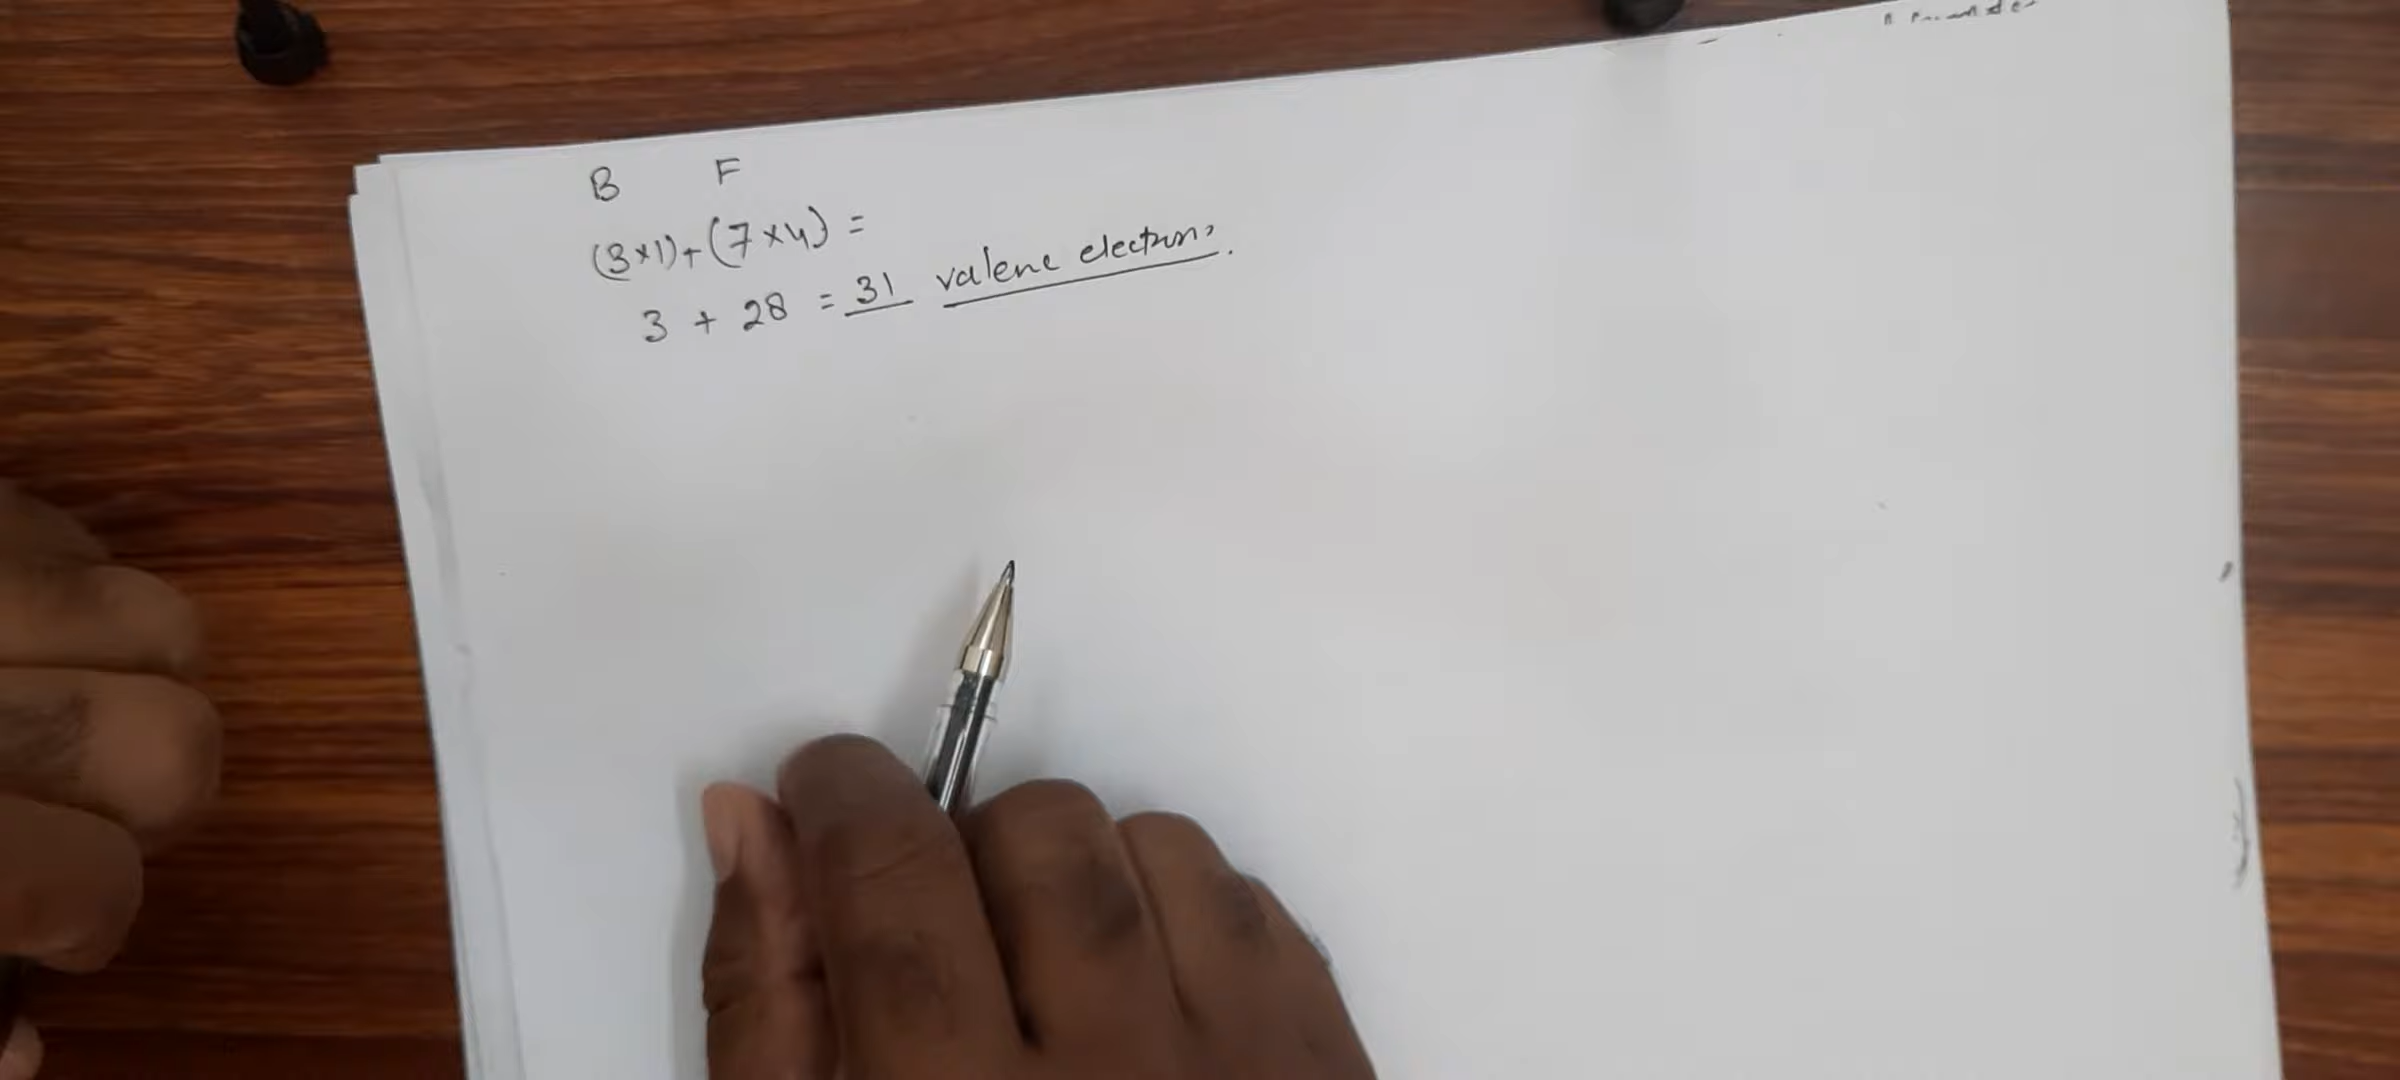 B F
(3×1)+(7×4) =
3 + 28 = 31 valene electrons.